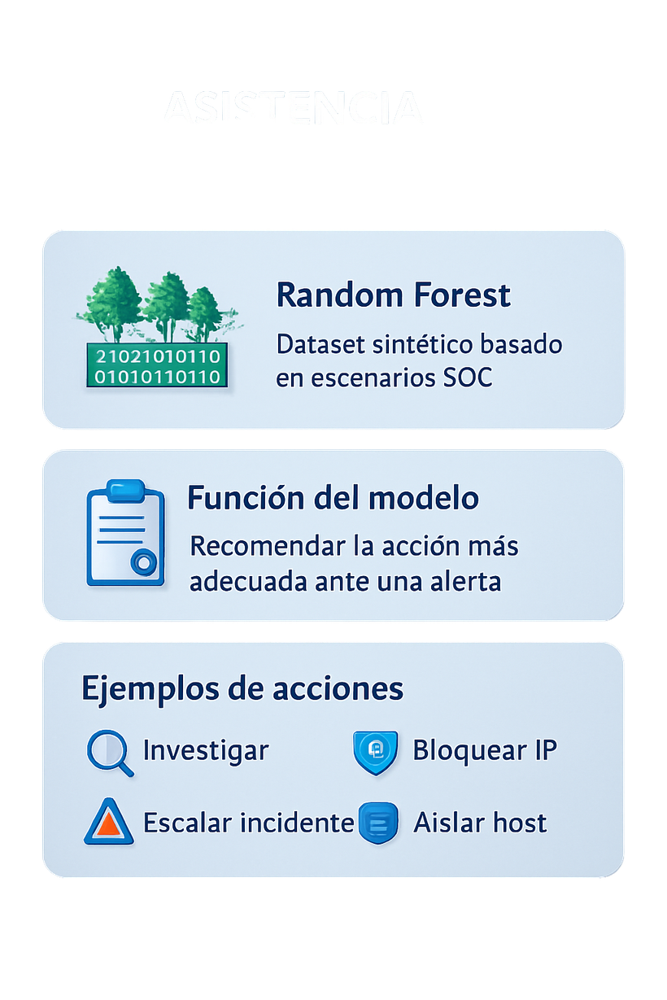 ASISTENCIA
Random Forest
Dataset sintético basado
en escenarios SOC
21021010110
01010110110
Función del modelo
Recomendar la acción más
adecuada ante una alerta
Ejemplos de acciones
Investigar
Bloquear IP
Escalar incidente
Aislar host